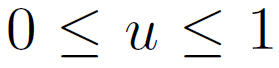 0 ≤ u ≤ 1